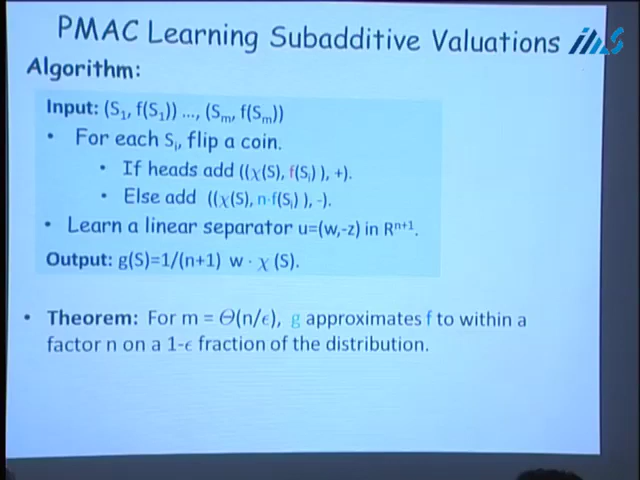 PMAC Learning Subadditive Valuations
IMS
Algorithm:
Input: (S₁, f(S₁)) ..., (Sₘ, f(Sₘ))
• For each Sᵢ, flip a coin.
• If heads add ((χ(S), f(Sᵢ) ), +).
• Else add ((χ(S), n·f(Sᵢ) ), -).
• Learn a linear separator u=(w,-z) in Rⁿ⁺¹.
Output: g(S)=1/(n+1) w · χ (S).
• Theorem: For m = Θ(n/ϵ), g approximates f to within a
factor n on a 1-ϵ fraction of the distribution.